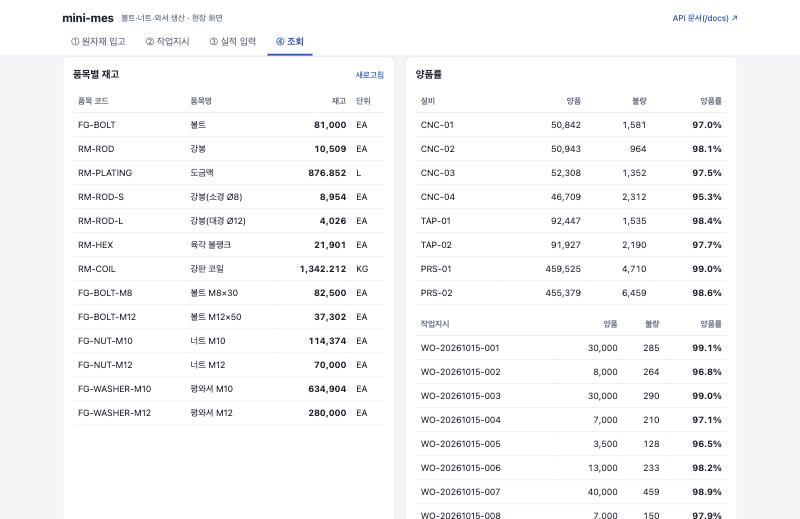 mini-mes 볼트·너트·와셔 생산 · 현장 화면 API 문서(/docs) ↗
① 원자재 입고 ② 작업지시 ③ 실적 입력 ④ 조회
품목별 재고 새로고침
품목 코드 품목명 재고 단위
FG-BOLT 볼트 81,000 EA
RM-ROD 강봉 10,509 EA
RM-PLATING 도금액 876.852 L
RM-ROD-S 강봉(소경 Ø8) 8,954 EA
RM-ROD-L 강봉(대경 Ø12) 4,026 EA
RM-HEX 육각 블랭크 21,901 EA
RM-COIL 강판 코일 1,342.212 KG
FG-BOLT-M8 볼트 M8×30 82,500 EA
FG-BOLT-M12 볼트 M12×50 37,302 EA
FG-NUT-M10 너트 M10 114,374 EA
FG-NUT-M12 너트 M12 70,000 EA
FG-WASHER-M10 평와셔 M10 634,904 EA
FG-WASHER-M12 평와셔 M12 280,000 EA
양품률
설비 양품 불량 양품률
CNC-01 50,842 1,581 97.0%
CNC-02 50,943 964 98.1%
CNC-03 52,308 1,352 97.5%
CNC-04 46,709 2,312 95.3%
TAP-01 92,447 1,535 98.4%
TAP-02 91,927 2,190 97.7%
PRS-01 459,525 4,710 99.0%
PRS-02 455,379 6,459 98.6%
작업지시 양품 불량 양품률
WO-20261015-001 30,000 285 99.1%
WO-20261015-002 8,000 264 96.8%
WO-20261015-003 30,000 290 99.0%
WO-20261015-004 7,000 210 97.1%
WO-20261015-005 3,500 128 96.5%
WO-20261015-006 13,000 233 98.2%
WO-20261015-007 40,000 459 98.9%
WO-20261015-008 7,000 150 97.9%